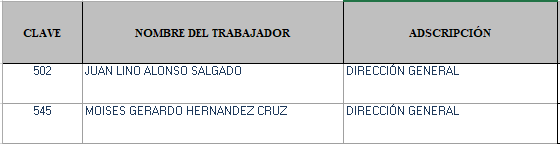 CLAVE NOMBRE DEL TRABAJADOR ADSCRIPCIÓN
502 JUAN LINO ALONSO SALGADO DIRECCIÓN GENERAL
545 MOISES GERARDO HERNANDEZ CRUZ DIRECCIÓN GENERAL